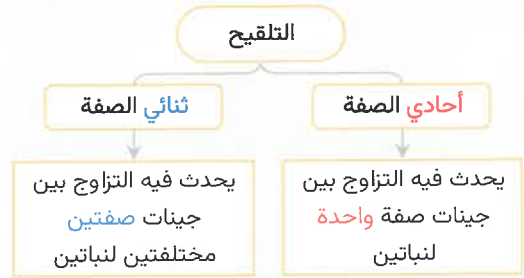 التلقيح
أحادي الصفة
يحدث فيه التزاوج بين
جينات صفة واحدة
لنباتين
ثنائي الصفة
يحدث فيه التزاوج بين
جينات صفتين
مختلفتين لنباتين